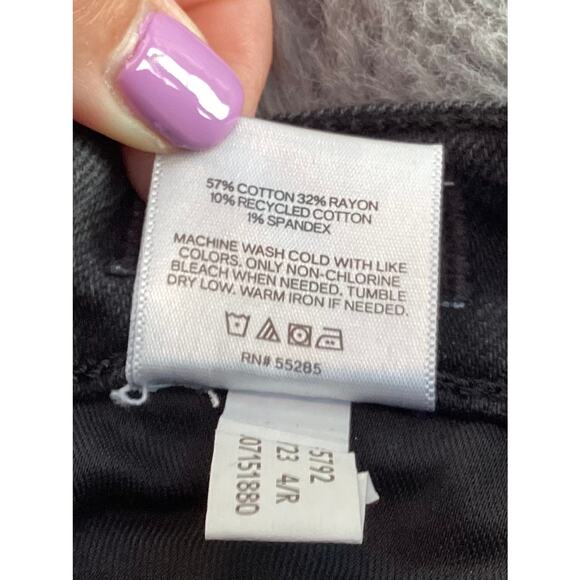 57% COTTON 32% RAYON
10% RECYCLED COTTON
1% SPANDEX
MACHINE WASH COLD WITH LIKE
COLORS. ONLY NON-CHLORINE
BLEACH WHEN NEEDED. TUMBLE
DRY LOW. WARM IRON IF NEEDED.
RN# 55285
5792
723 4/R
07151880